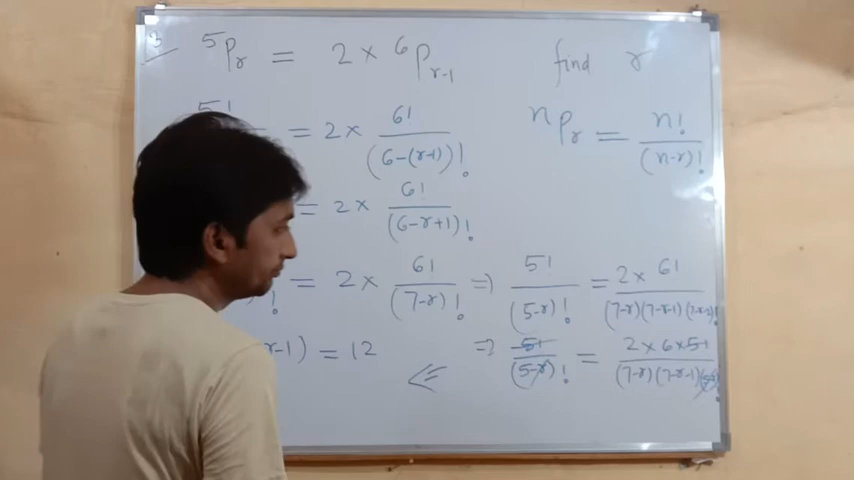 3
⁵Pᵣ = 2 × ⁶Pᵣ₋₁ find r
5! = 2 × 6!/(6-(r-1))! ⁿPᵣ = n!/(n-r)!
= 2 × 6!/(6-r+1)!
! = 2 × 6!/(7-r)! ⇒ 5!/(5-r)! = 2 × 6!/(7-r)(7-r-1)(7-r-2)!
r-1) = 12 ⇐ ⇒ 5!/(5-r)! = 2 × 6 × 5!/(7-r)(7-r-1)(5-r)!